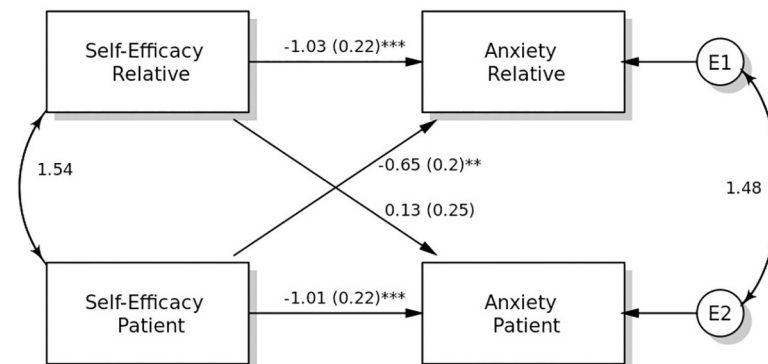 Self-Efficacy
Relative
-1.03 (0.22)***
Anxiety
Relative
E1
1.54
-0.65 (0.2)**
0.13 (0.25)
1.48
Self-Efficacy
Patient
-1.01 (0.22)***
Anxiety
Patient
E2